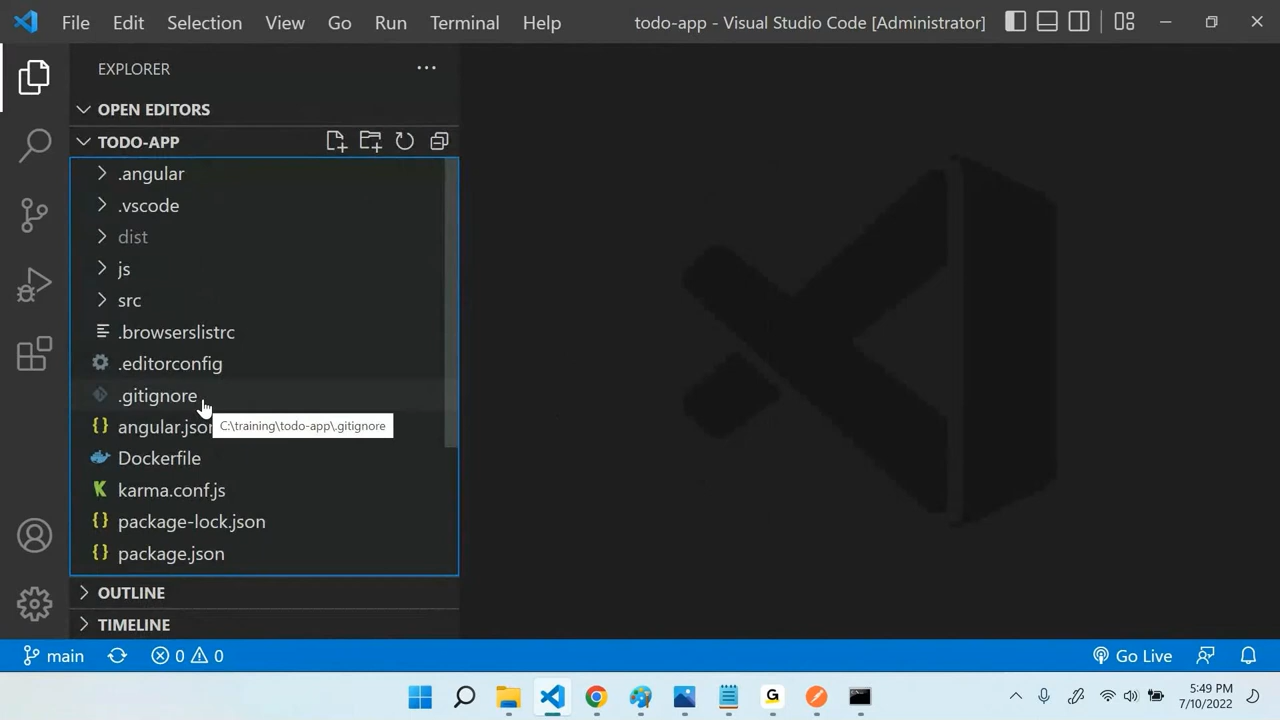 File Edit Selection View Go Run Terminal Help todo-app - Visual Studio Code [Administrator]
EXPLORER
OPEN EDITORS
TODO-APP
.angular
.vscode
dist
js
src
.browserslistrc
.editorconfig
.gitignore
angular.json
C:\training\todo-app\.gitignore
Dockerfile
karma.conf.js
package-lock.json
package.json
OUTLINE
TIMELINE
main 0 0 Go Live
5:49 PM
7/10/2022